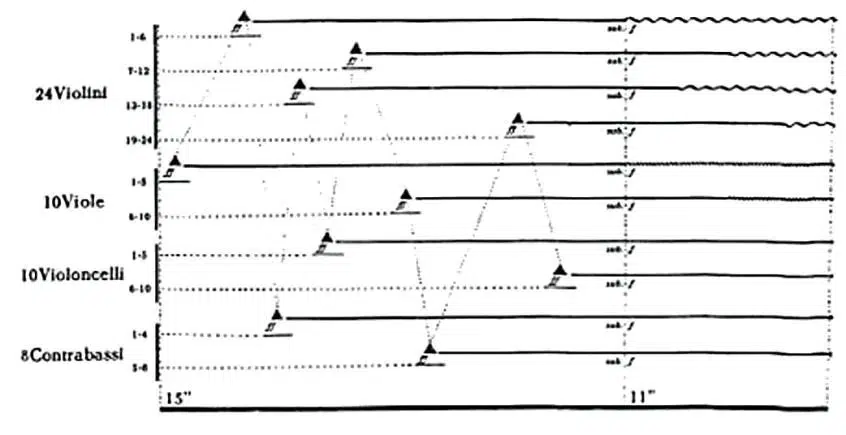 ff
1-6
sub. f
ff
7-12
sub. f
24Violini
ff
13-18
sub. f
ff
19-24
sub. f
ff
1-5
sub. f
10Viole
ff
6-10
sub. f
ff
1-5
sub. f
10Violoncelli
ff
6-10
sub. f
ff
1-4
sub. f
8Contrabassi
ff
5-8
sub. f
15" 11"